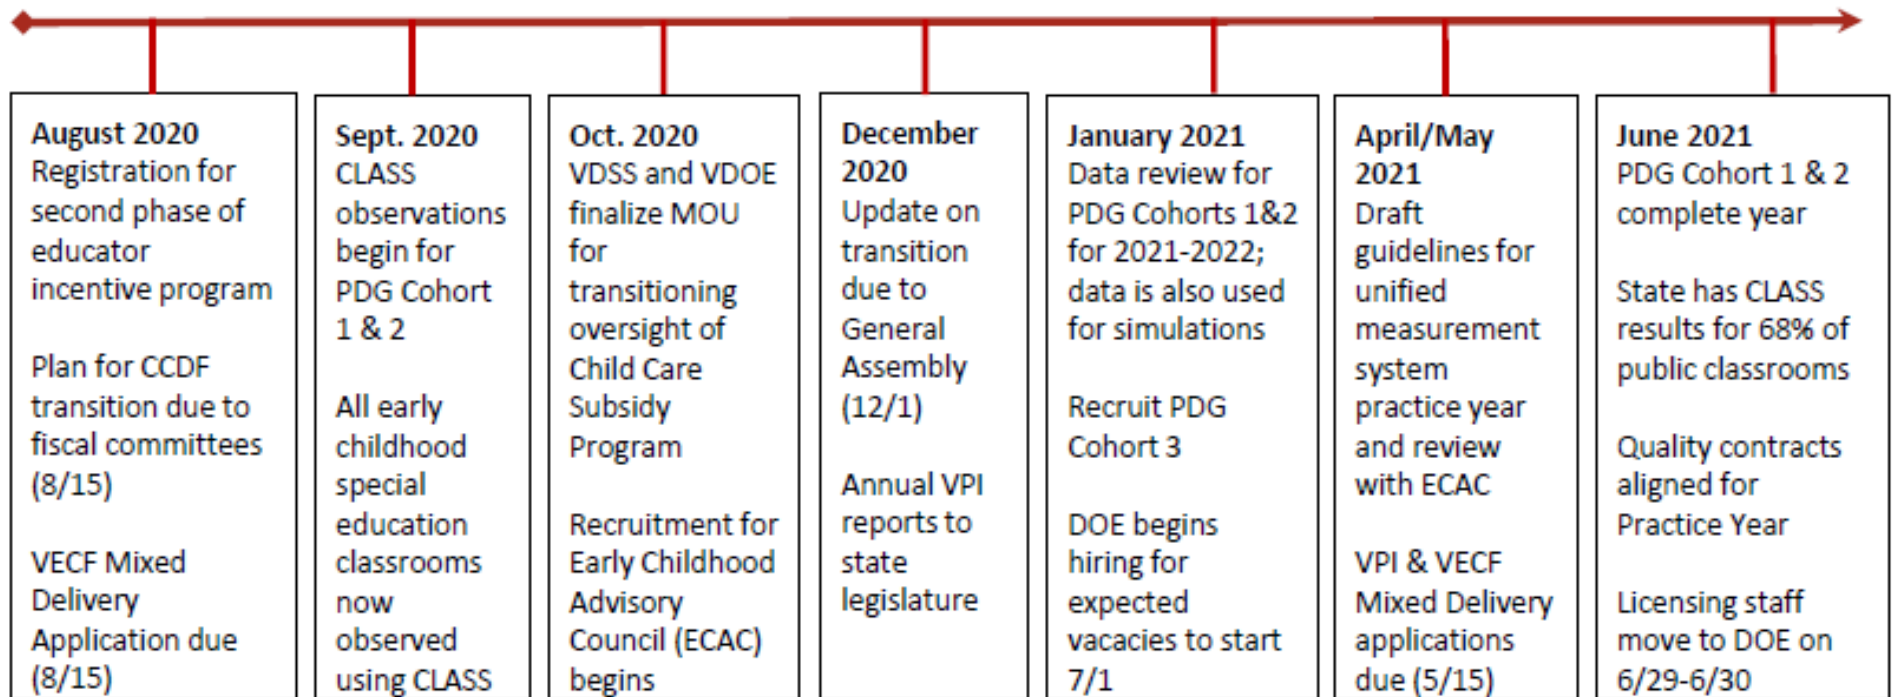 August 2020
Registration for
second phase of
educator
incentive program
Plan for CCDF
transition due to
fiscal committees
(8/15)
VECF Mixed
Delivery
Application due
(8/15)
Sept. 2020
CLASS
observations
begin for
PDG Cohort
1 & 2
All early
childhood
special
education
classrooms
now
observed
using CLASS
Oct. 2020
VDSS and VDOE
finalize MOU
for
transitioning
oversight of
Child Care
Subsidy
Program
Recruitment for
Early Childhood
Advisory
Council (ECAC)
begins
December
2020
Update on
transition
due to
General
Assembly
(12/1)
Annual VPI
reports to
state
legislature
January 2021
Data review for
PDG Cohorts 1&2
for 2021-2022;
data is also used
for simulations
Recruit PDG
Cohort 3
DOE begins
hiring for
expected
vacancies to start
7/1
April/May
2021
Draft
guidelines for
unified
measurement
system
practice year
and review
with ECAC
VPI & VECF
Mixed Delivery
applications
due (5/15)
June 2021
PDG Cohort 1 & 2
complete year
State has CLASS
results for 68% of
public classrooms
Quality contracts
aligned for
Practice Year
Licensing staff
move to DOE on
6/29-6/30